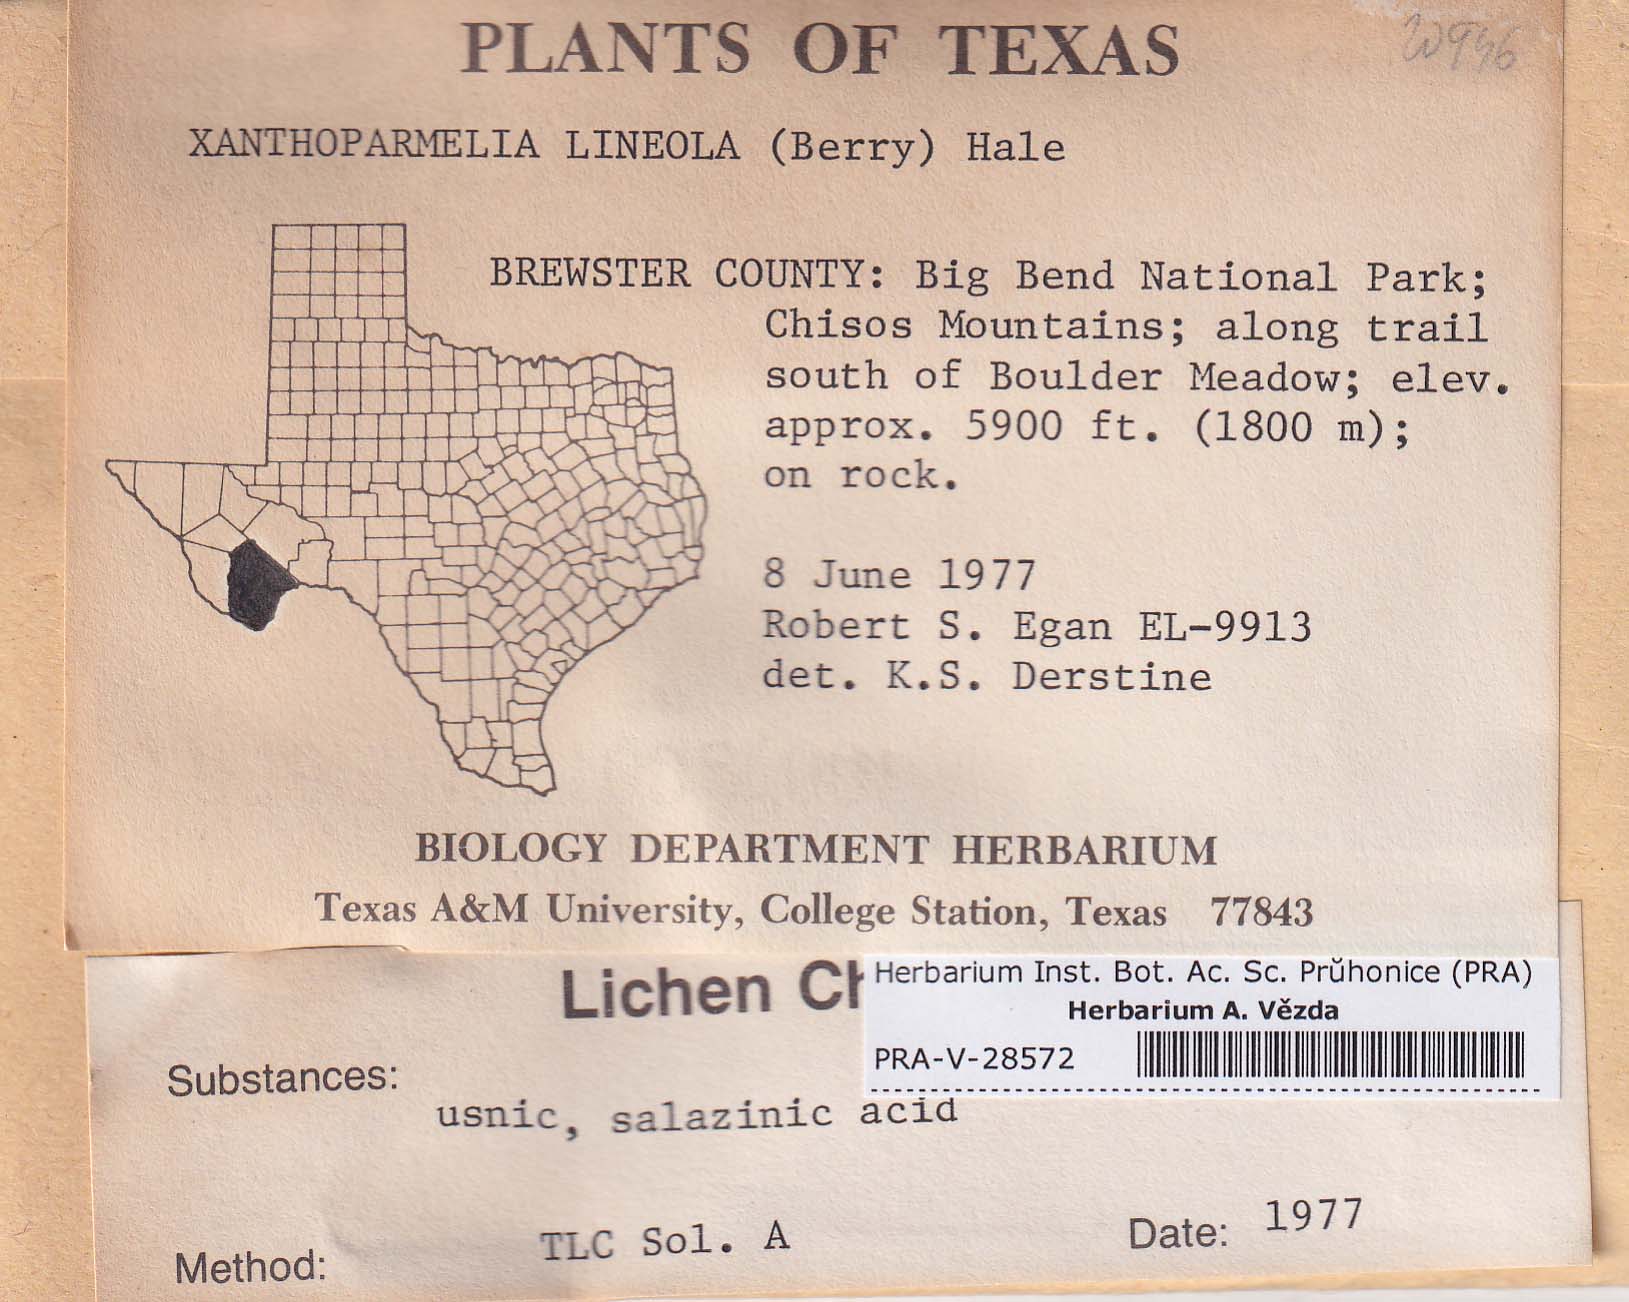 PLANTS OF TEXAS
XANTHOPARMELIA LINEOLA (Berry) Hale
BREWSTER COUNTY: Big Bend National Park;
Chisos Mountains; along trail
south of Boulder Meadow; elev.
approx. 5900 ft. (1800 m);
on rock.
8 June 1977
Robert S. Egan EL-9913
det. K.S. Derstine
BIOLOGY DEPARTMENT HERBARIUM
Texas A&M University, College Station, Texas 77843
Lichen
Herbarium Inst. Bot. Ac. Sc. Prŭhonice (PRA)
Herbarium A. Vězda
PRA-V-28572
Substances:
usnic, salazinic acid
Method: TLC Sol. A Date: 1977